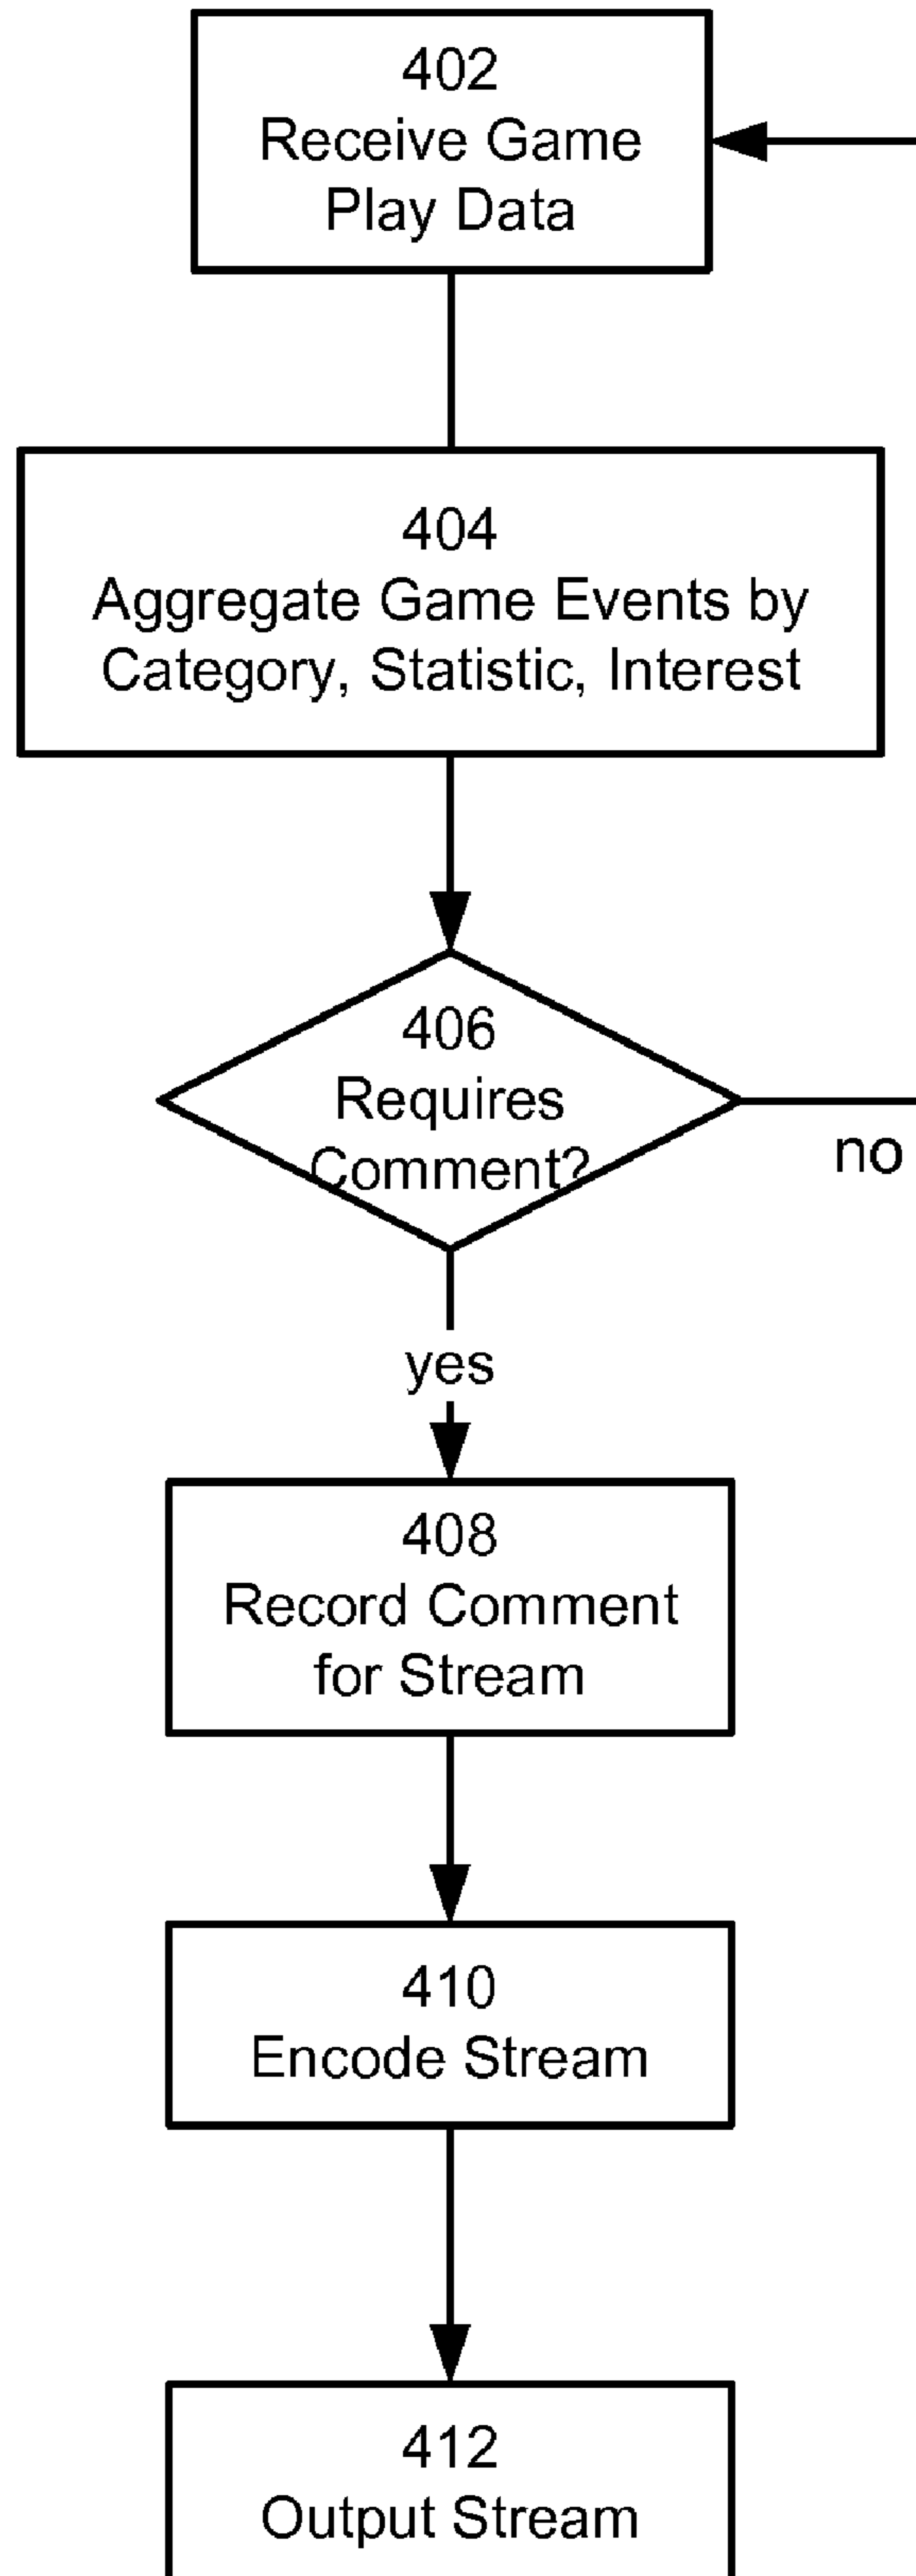 402
Receive Game
Play Data
404
Aggregate Game Events by
Category, Statistic, Interest
406
Requires
Comment?
no
yes
408
Record Comment
for Stream
410
Encode Stream
412
Output Stream